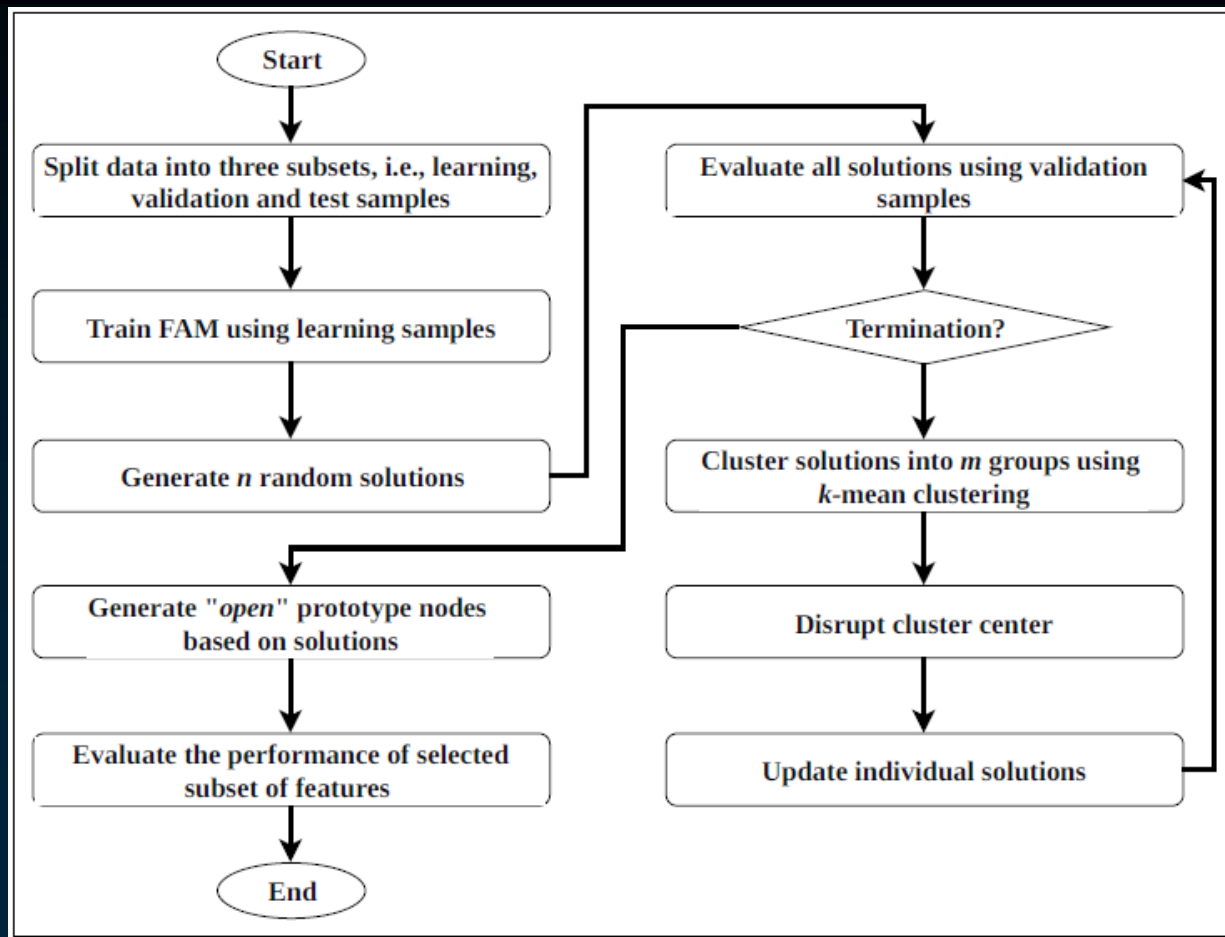 Start
Split data into three subsets, i.e., learning,
validation and test samples
Train FAM using learning samples
Generate n random solutions
Evaluate all solutions using validation
samples
Termination?
Cluster solutions into m groups using
k-mean clustering
Disrupt cluster center
Update individual solutions
Generate "open" prototype nodes
based on solutions
Evaluate the performance of selected
subset of features
End